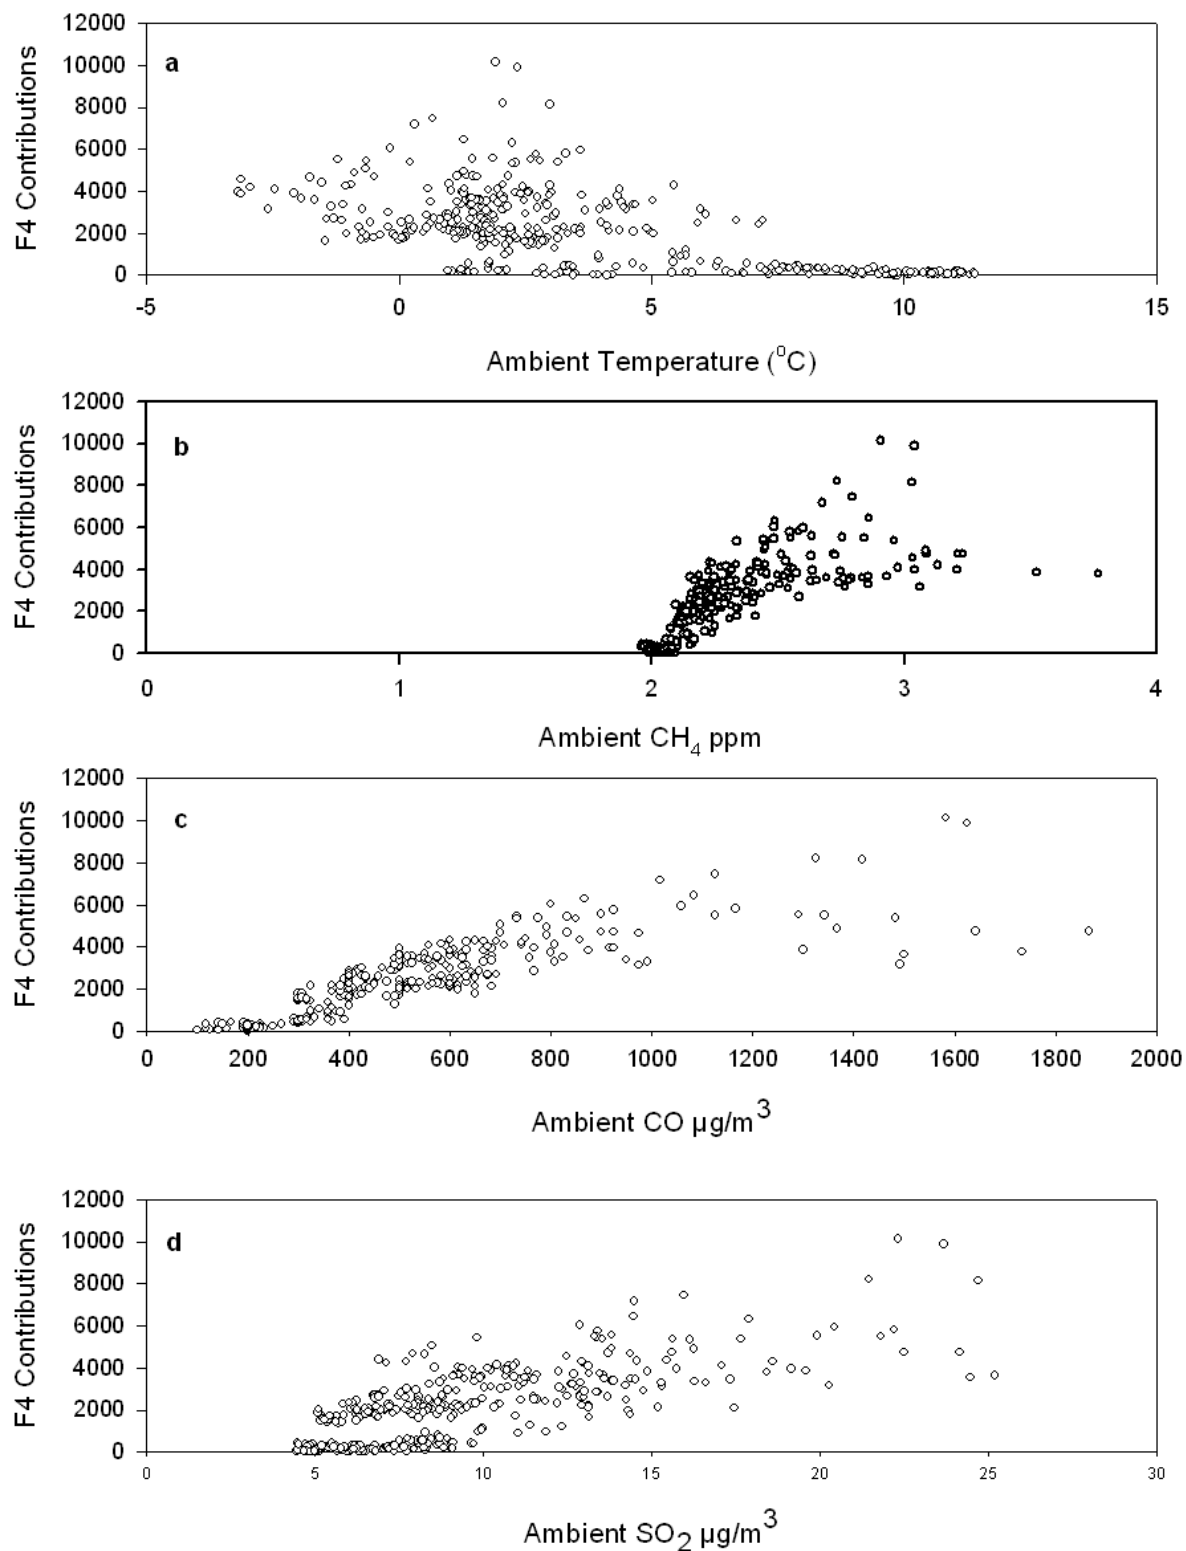 12000
10000
8000
6000
4000
2000
0
F4 Contributions
a
-5 0 5 10 15
Ambient Temperature (⁰C)
12000
10000
8000
6000
4000
2000
0
F4 Contributions
b
0 1 2 3 4
Ambient CH₄ ppm
12000
10000
8000
6000
4000
2000
0
F4 Contributions
c
0 200 400 600 800 1000 1200 1400 1600 1800 2000
Ambient CO µg/m³
12000
10000
8000
6000
4000
2000
0
F4 Contributions
d
0 5 10 15 20 25 30
Ambient SO₂ µg/m³